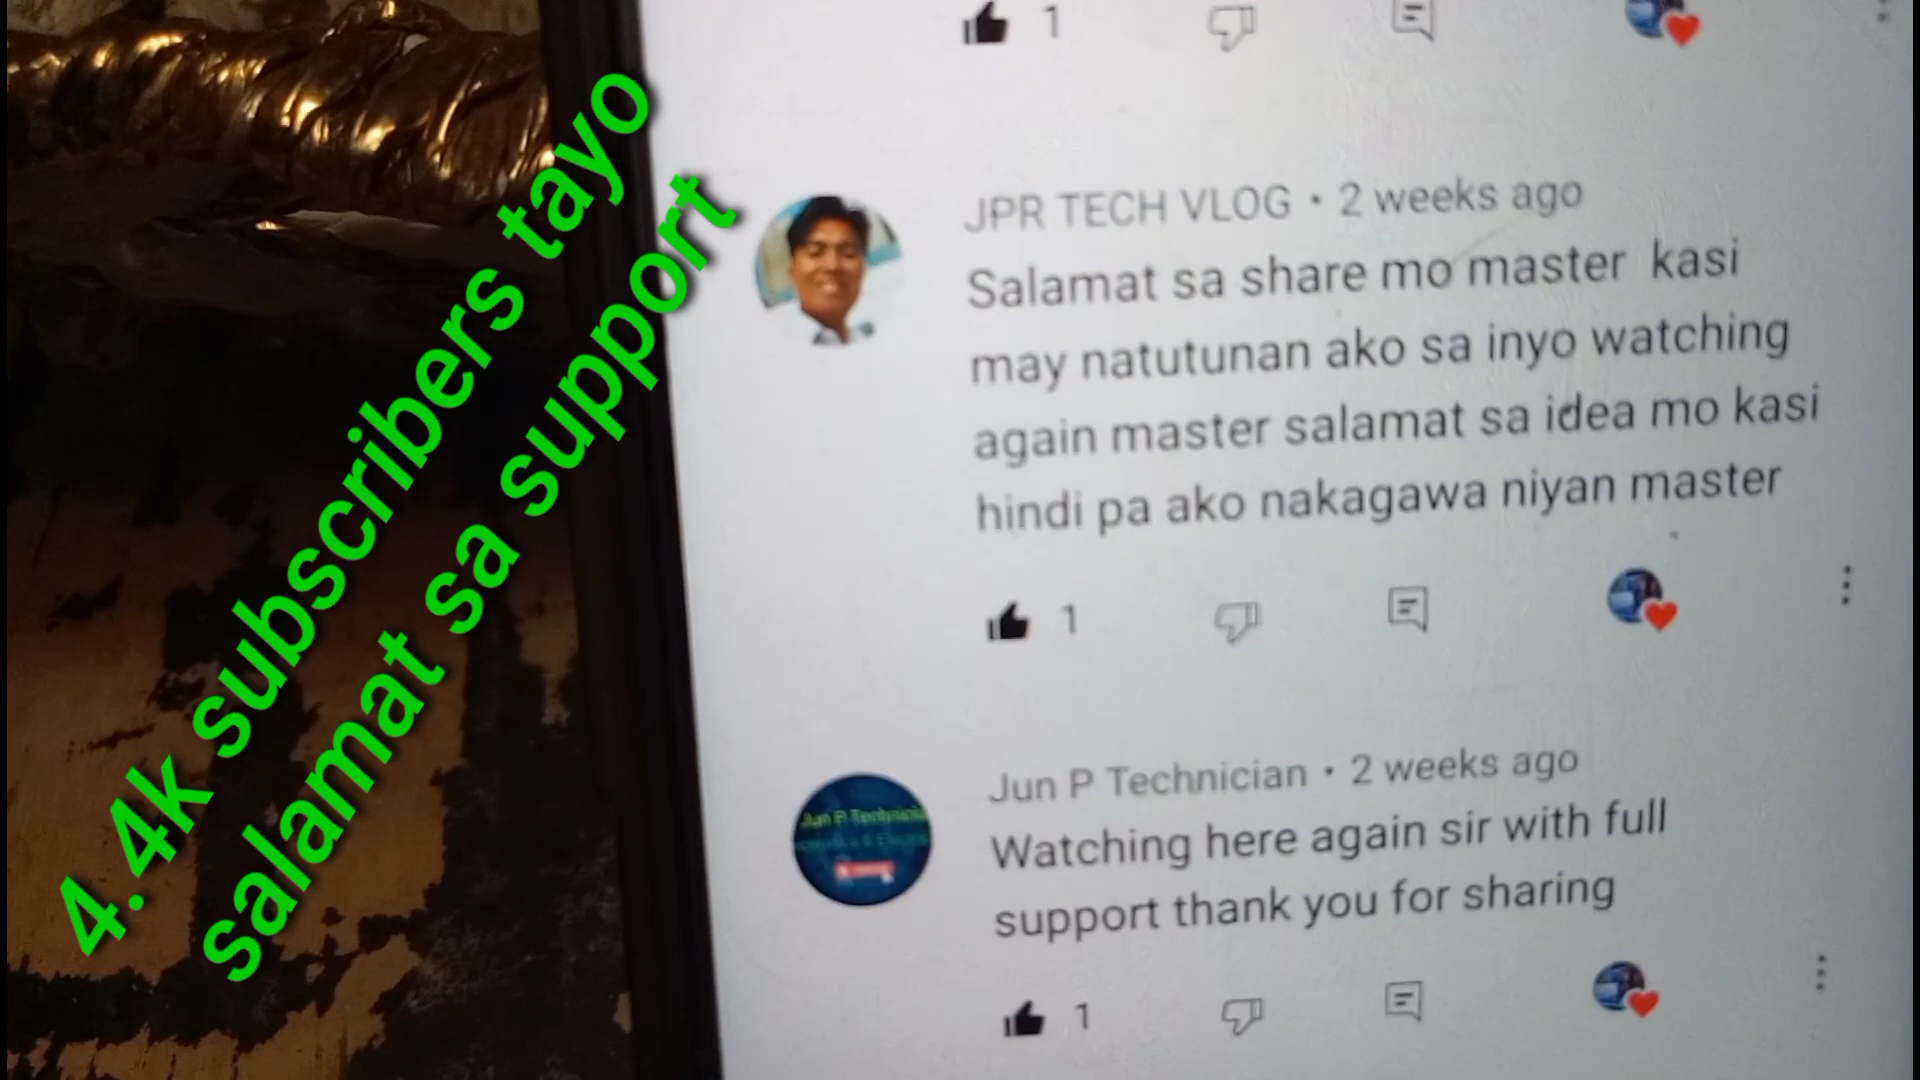 4.4k subscribers tayo
salamat sa support
1
JPR TECH VLOG • 2 weeks ago
Salamat sa share mo master kasi
may natutunan ako sa inyo watching
again master salamat sa idea mo kasi
hindi pa ako nakagawa niyan master
1
Jun P Technician • 2 weeks ago
Watching here again sir with full
support thank you for sharing
1